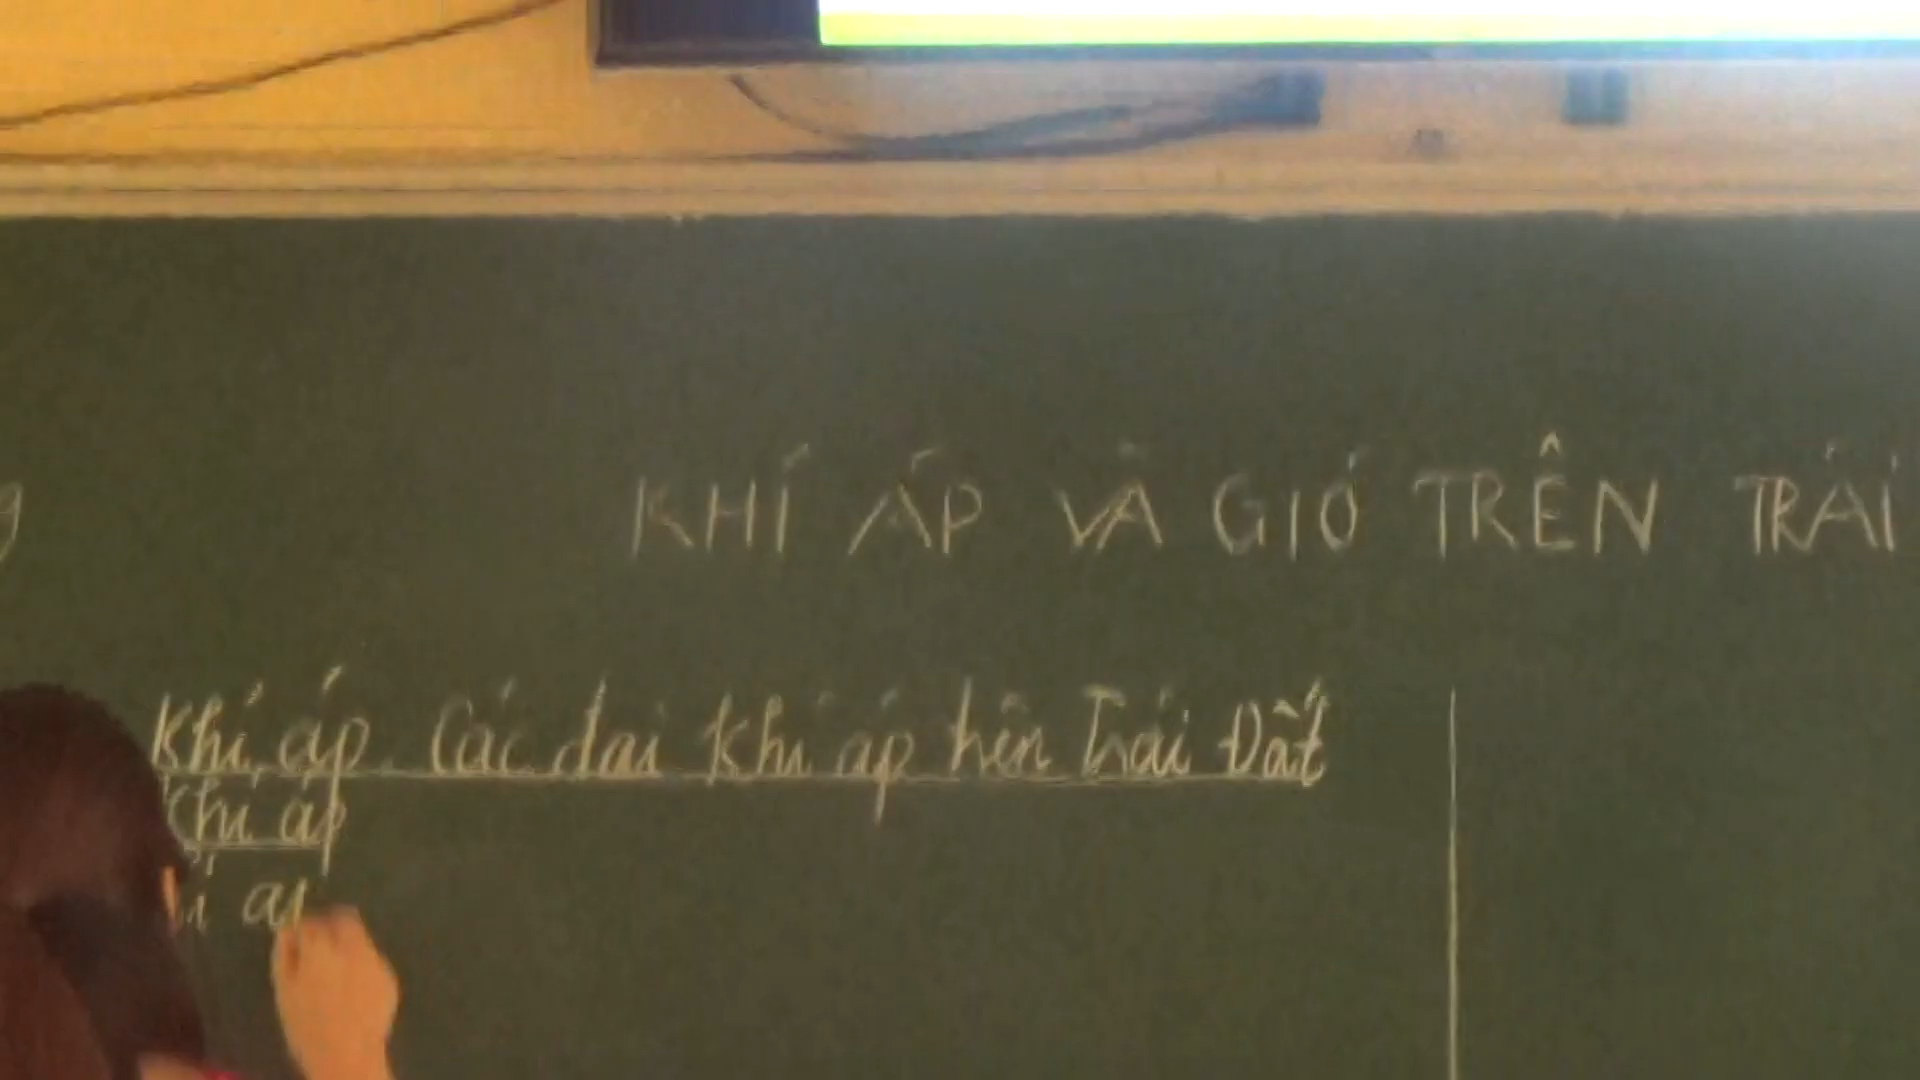 KHÍ ÁP VÀ GIÓ TRÊN TRÁI
Khí áp. Các đai khí áp trên Trái Đất
Khí áp